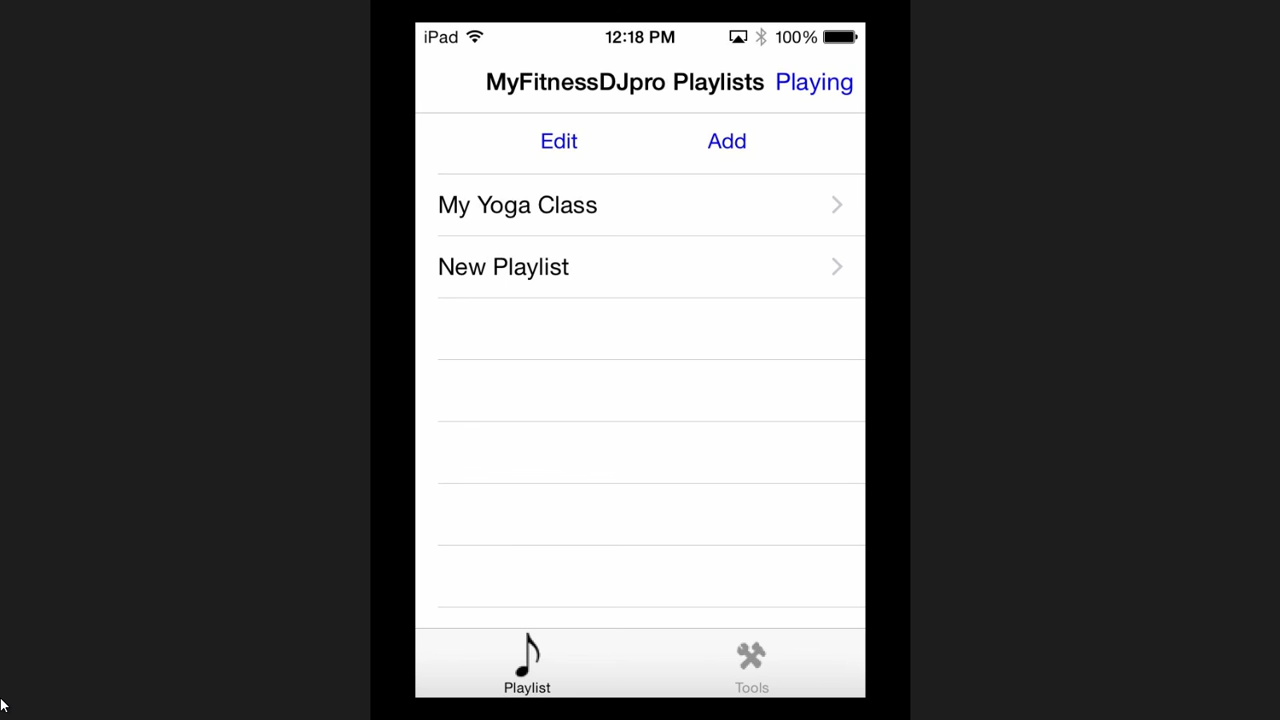 iPad 12:18 PM 100%
MyFitnessDJpro Playlists Playing
Edit Add
My Yoga Class
New Playlist
Playlist Tools